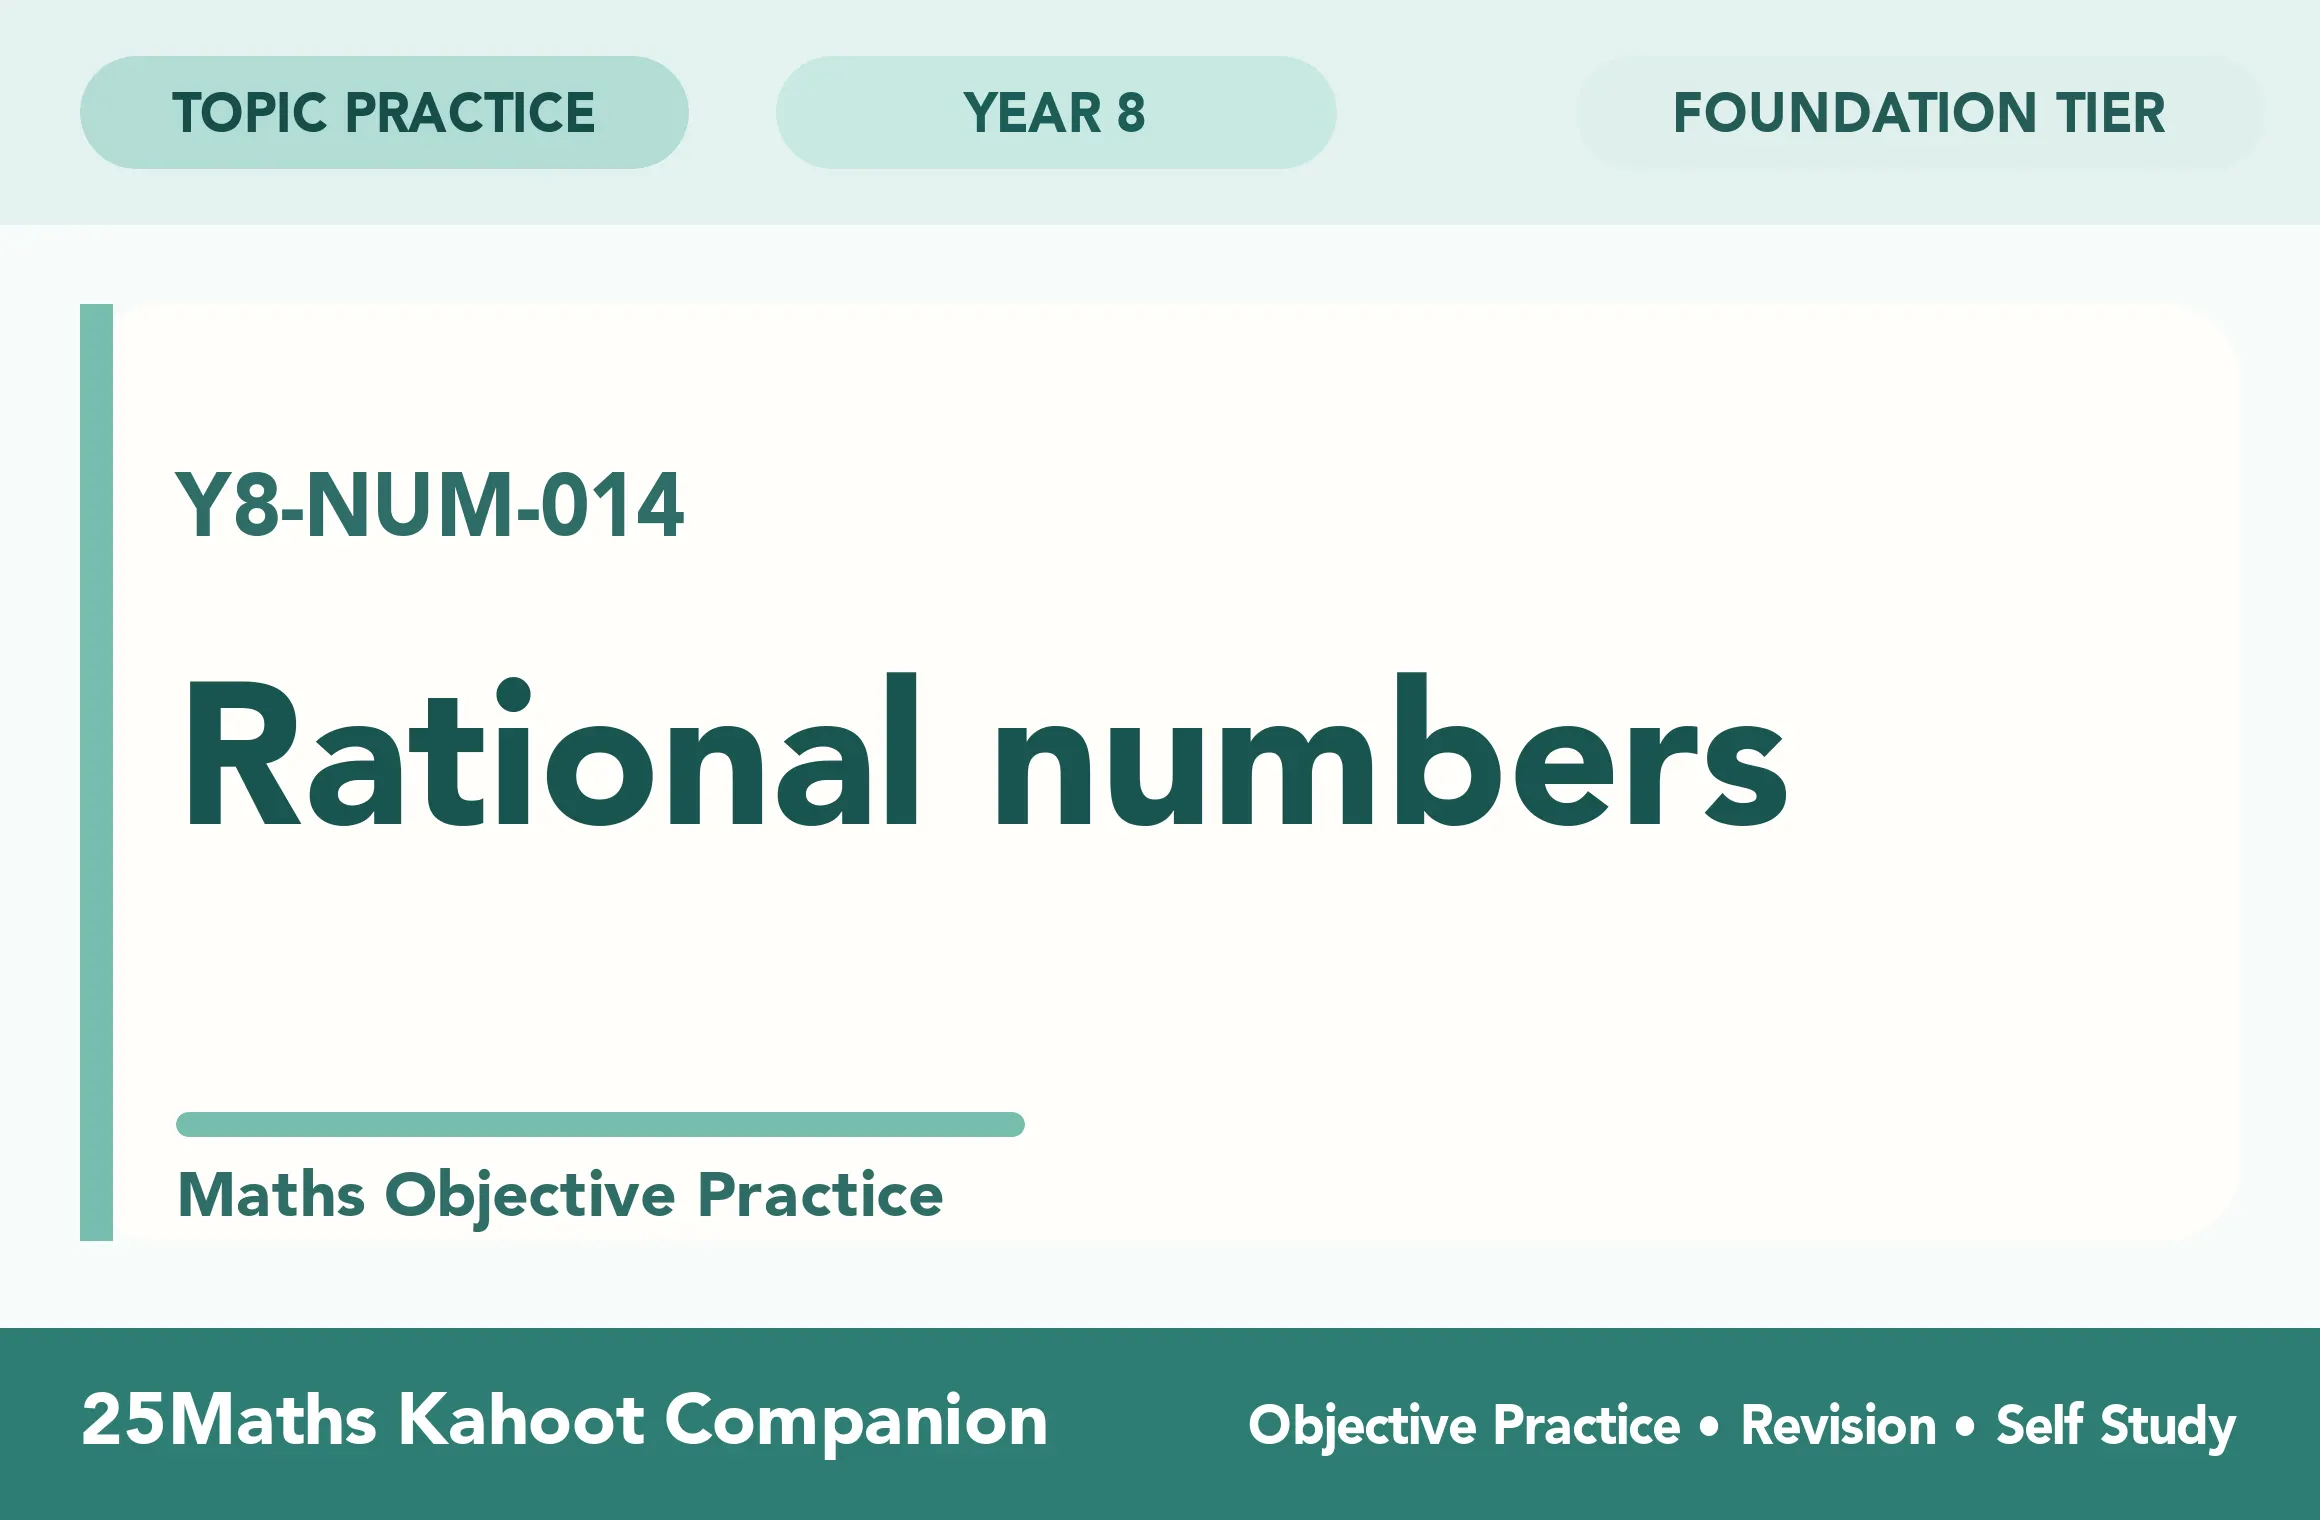 TOPIC PRACTICE
YEAR 8
FOUNDATION TIER
Y8-NUM-014
Rational numbers
Maths Objective Practice
25Maths Kahoot Companion
Objective Practice • Revision • Self Study